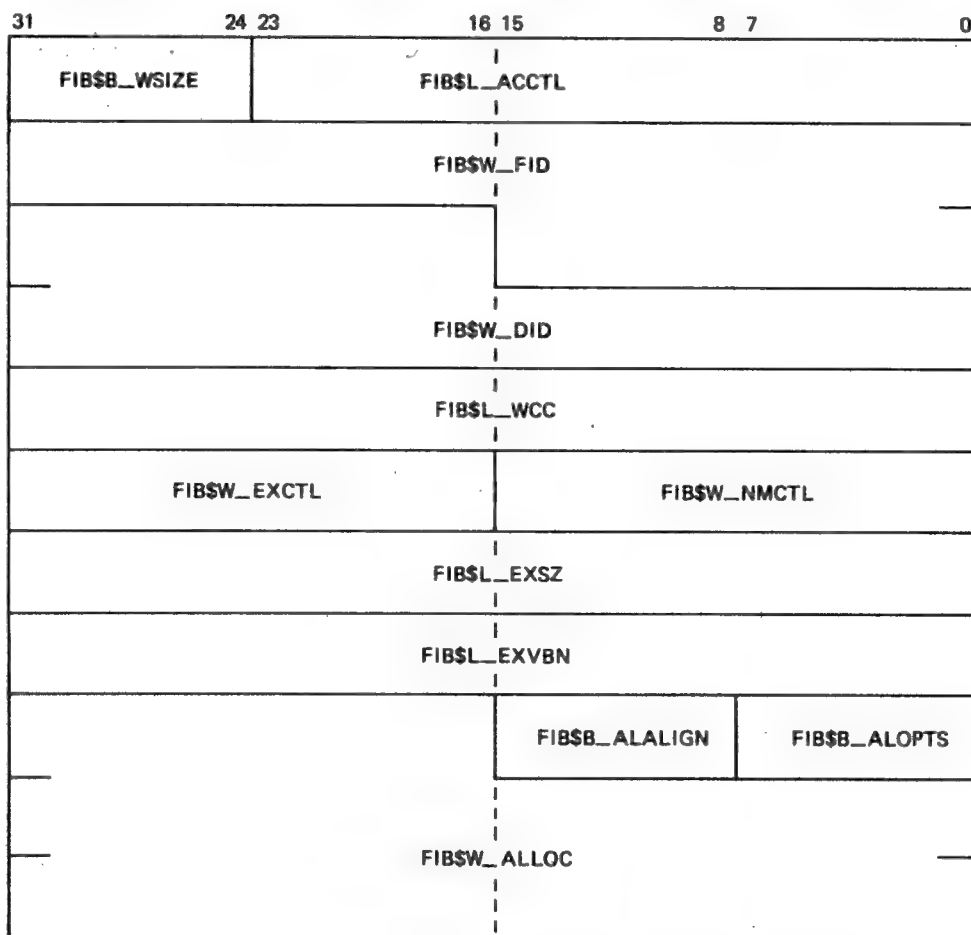 31 24 23 16 15 8 7 0
FIB$B_WSIZE FIB$L_ACCTL
FIB$W_FID
FIB$W_DID
FIB$L_WCC
FIB$W_EXCTL FIB$W_NMCTL
FIB$L_EXSZ
FIB$L_EXVBN
FIB$B_ALALIGN FIB$B_ALOPTS
FIB$W_ALLOC